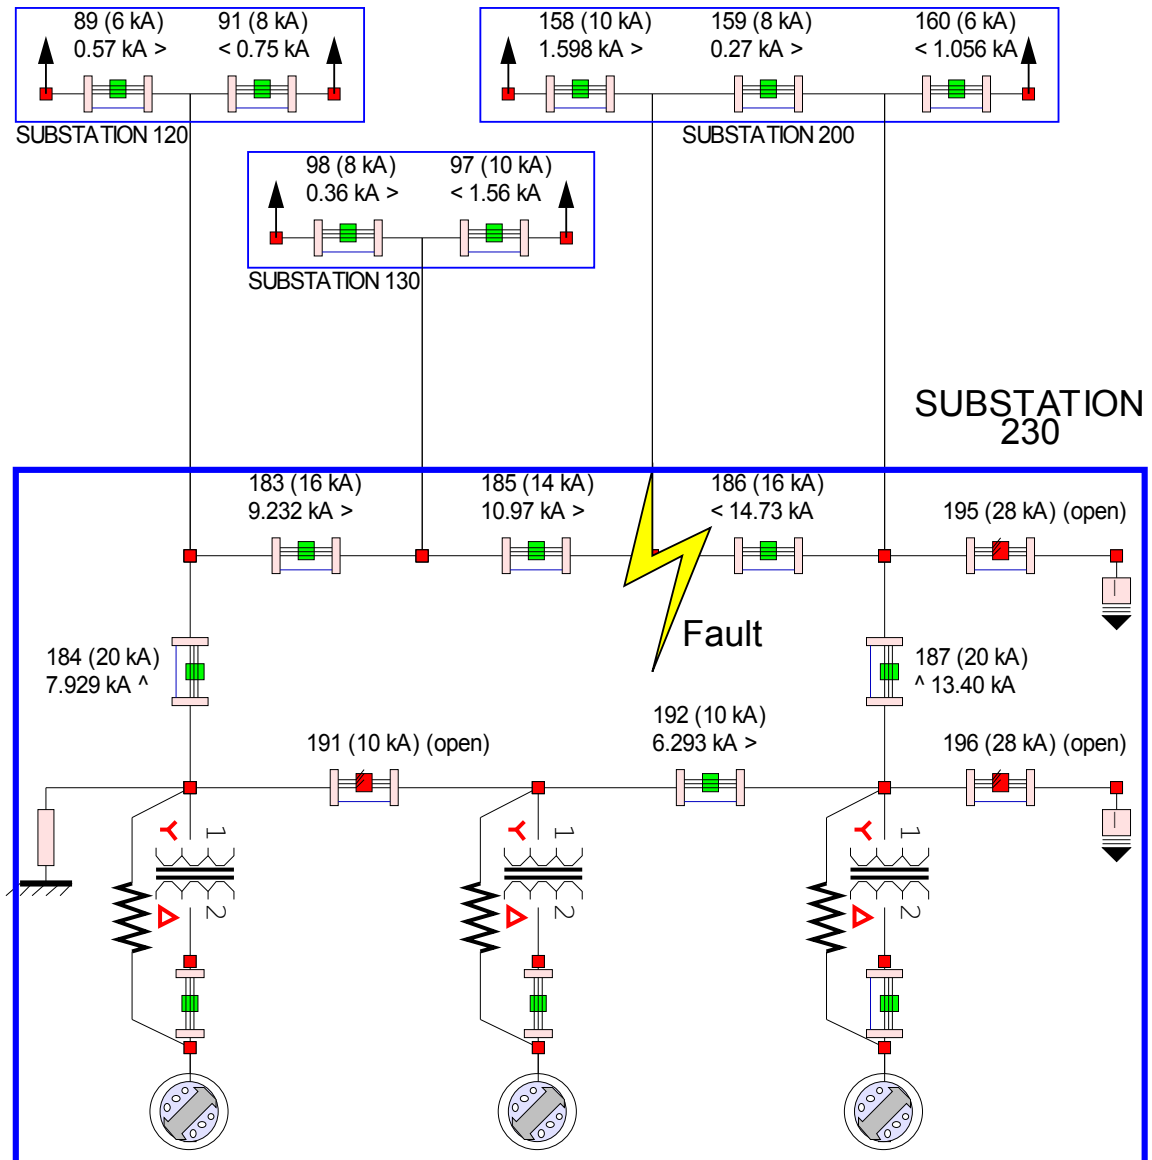 89 (6 kA)
0.57 kA >
91 (8 kA)
< 0.75 kA
SUBSTATION 120
158 (10 kA)
1.598 kA >
159 (8 kA)
0.27 kA >
160 (6 kA)
< 1.056 kA
SUBSTATION 200
98 (8 kA)
0.36 kA >
97 (10 kA)
< 1.56 kA
SUBSTATION 130
SUBSTATION
230
183 (16 kA)
9.232 kA >
185 (14 kA)
10.97 kA >
186 (16 kA)
< 14.73 kA
195 (28 kA) (open)
Fault
184 (20 kA)
7.929 kA ^
187 (20 kA)
^ 13.40 kA
191 (10 kA) (open)
192 (10 kA)
6.293 kA >
196 (28 kA) (open)
1
2
1
2
1
2